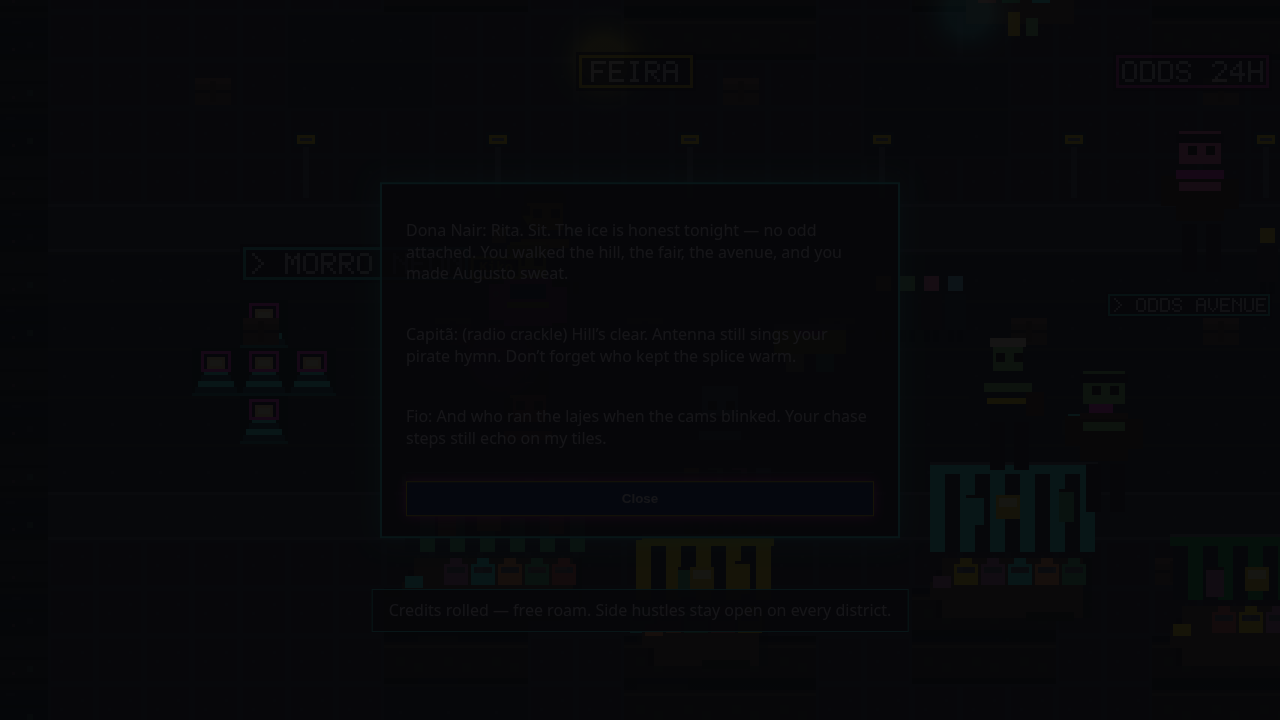 FEIRA
ODDS 24H
> MORRO
> ODDS AVENUE
Dona Nair: Rita. Sit. The ice is honest tonight — no odd
attached. You walked the hill, the fair, the avenue, and you
made Augusto sweat.
Capitã: (radio crackle) Hill's clear. Antenna still sings your
pirate hymn. Don't forget who kept the splice warm.
Fio: And who ran the lajes when the cams blinked. Your chase
steps still echo on my tiles.
Close
Credits rolled — free roam. Side hustles stay open on every district.